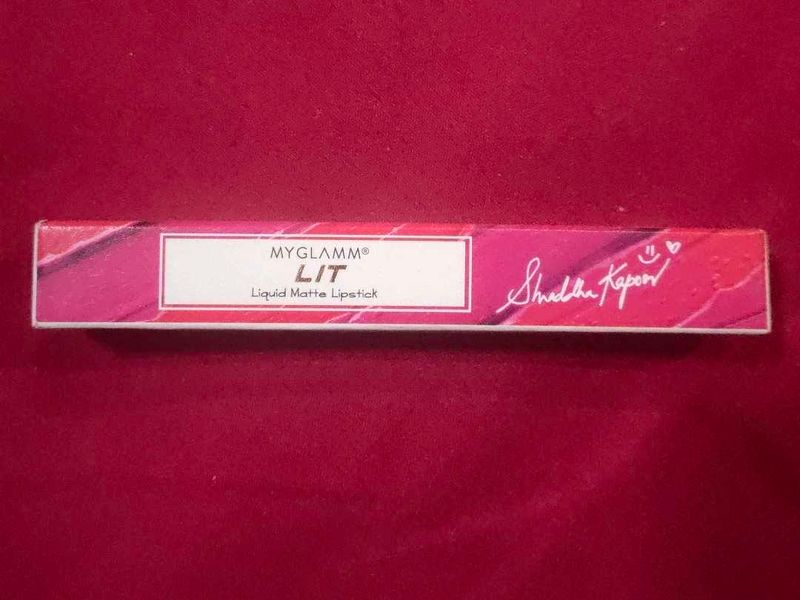 MYGLAMM®
LIT
Liquid Matte Lipstick
Shraddha Kapoor